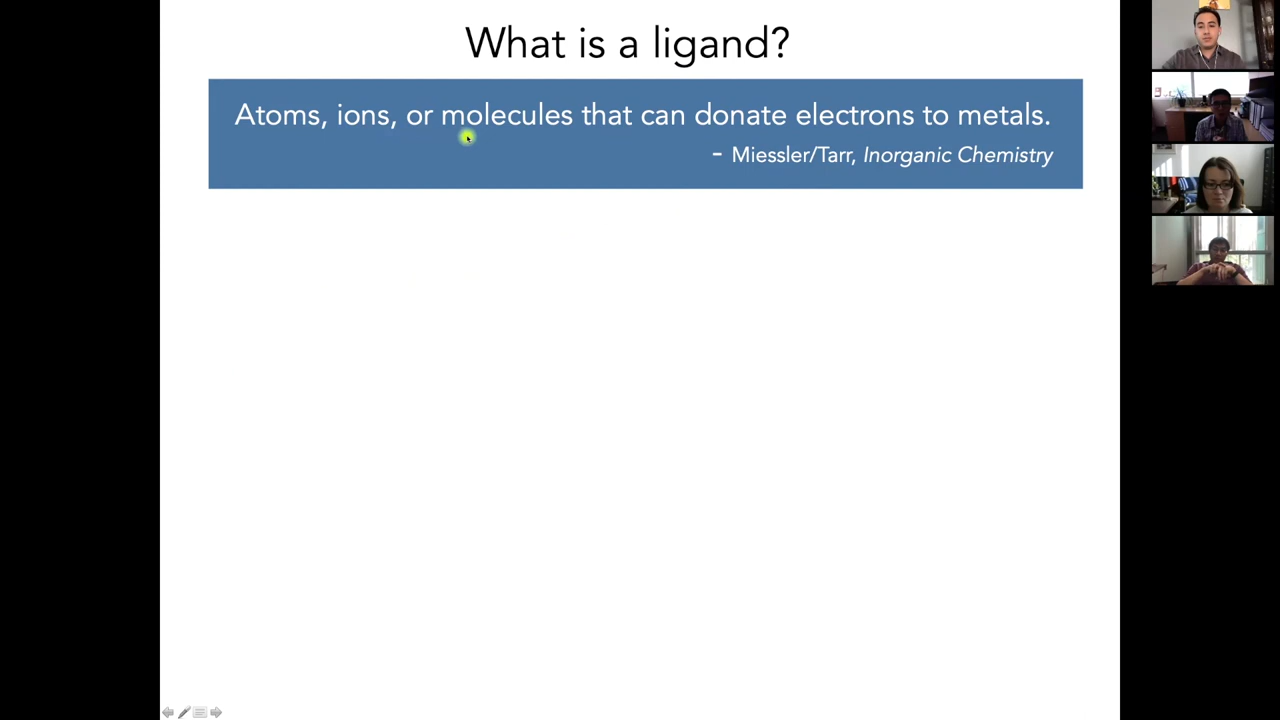 What is a ligand?
Atoms, ions, or molecules that can donate electrons to metals.
– Miessler/Tarr, Inorganic Chemistry